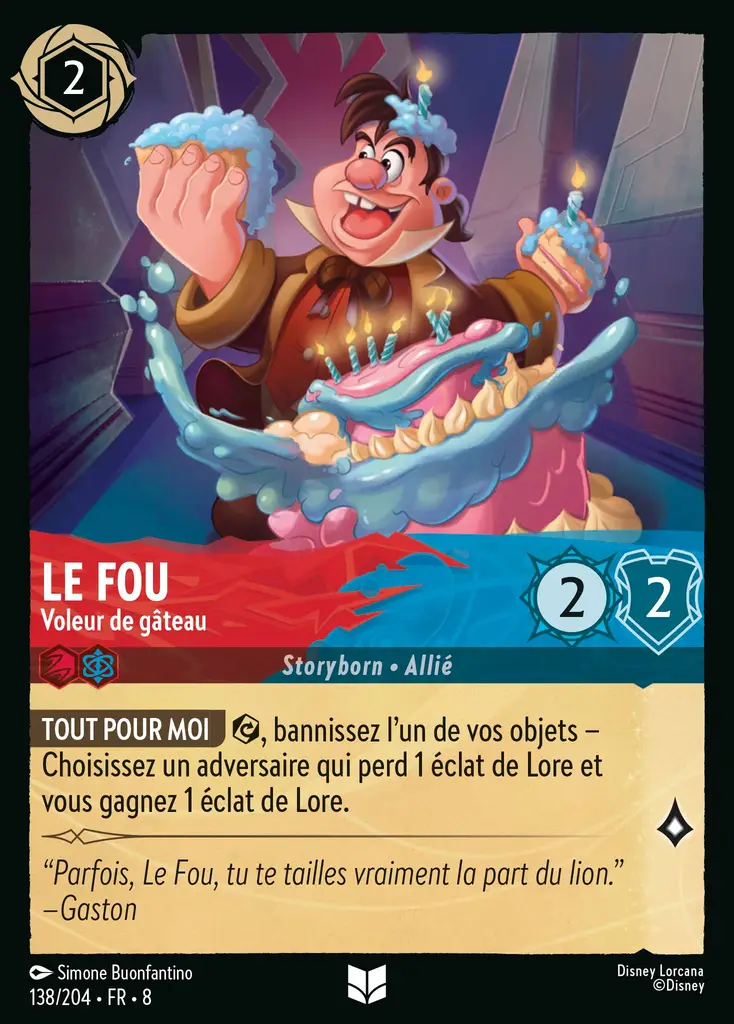 2
LE FOU
Voleur de gâteau
2 2
Storyborn • Allié
TOUT POUR MOI , bannissez l’un de vos objets –
Choisissez un adversaire qui perd 1 éclat de Lore et
vous gagnez 1 éclat de Lore.
“Parfois, Le Fou, tu te tailles vraiment la part du lion.”
–Gaston
Simone Buonfantino
138/204 • FR • 8
Disney Lorcana
©Disney